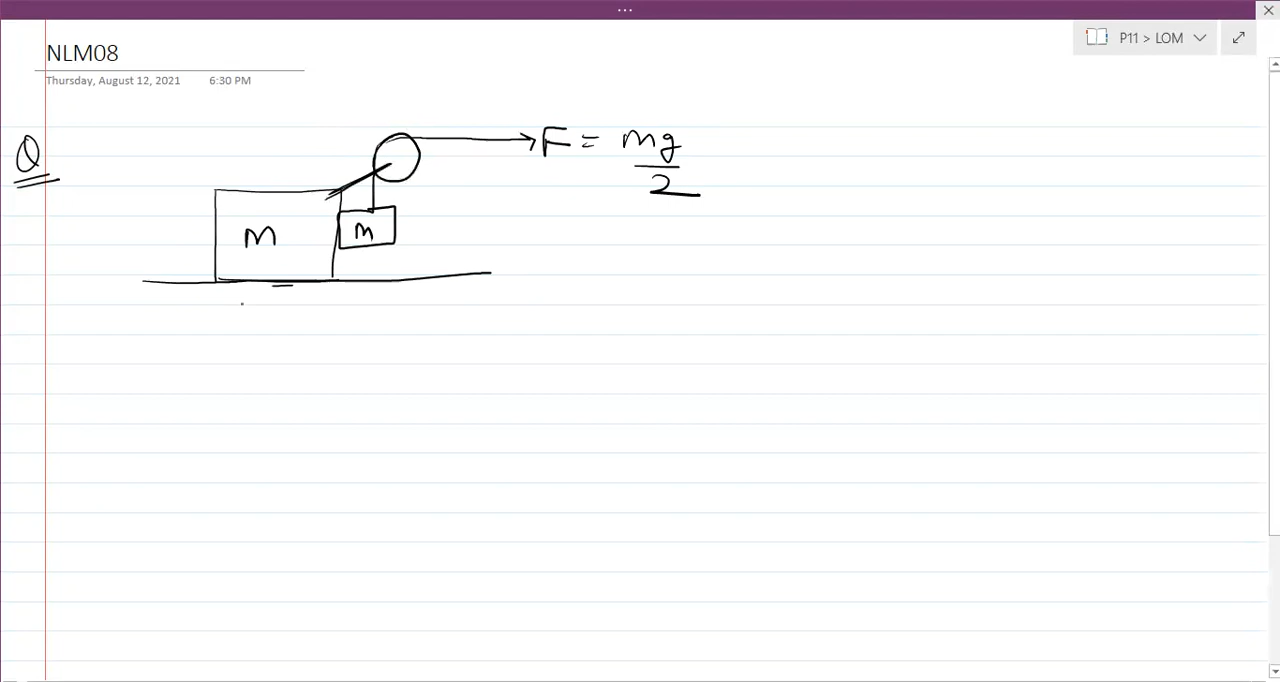 ...
NLM08
P11 > LOM
Thursday, August 12, 2021 6:30 PM
Q
F = mg/2
m
m